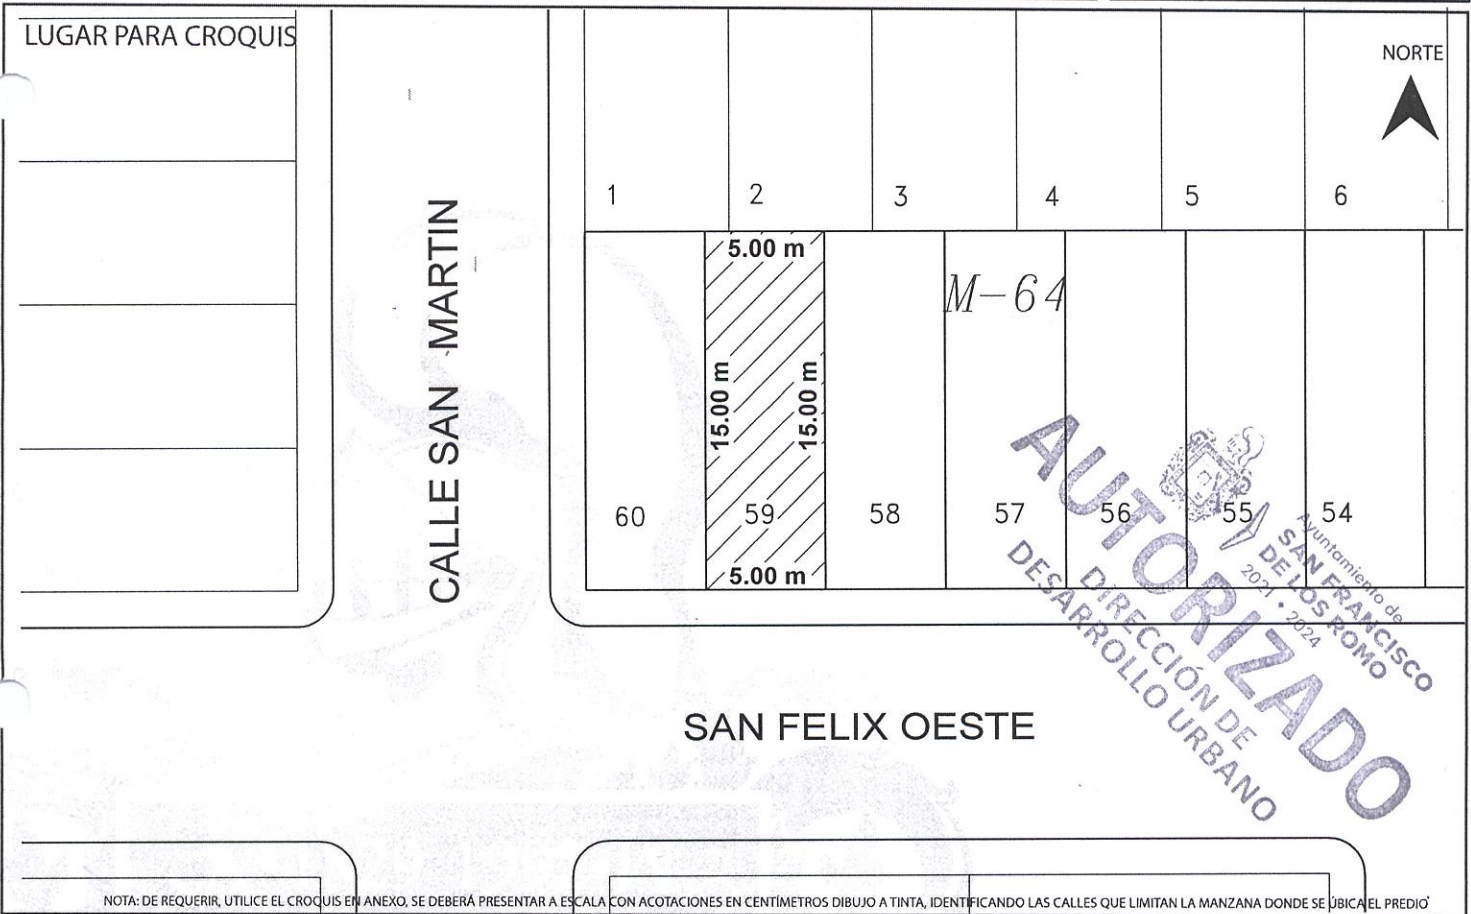 LUGAR PARA CROQUIS
NORTE
1
2
3
4
5
6
CALLE SAN MARTIN
5.00 m
M-64
15.00 m
15.00 m
60
59
58
57
56
55
54
5.00 m
AUTORIZADO
DIRECCIÓN DE
DESARROLLO URBANO
Ayuntamiento de
SAN FRANCISCO
DE LOS ROMO
2021 • 2024
SAN FELIX OESTE
NOTA: DE REQUERIR, UTILICE EL CROQUIS EN ANEXO, SE DEBERÁ PRESENTAR A ESCALA CON ACOTACIONES EN CENTÍMETROS DIBUJO A TINTA, IDENTIFICANDO LAS CALLES QUE LIMITAN LA MANZANA DONDE SE ÚBICA EL PREDIO